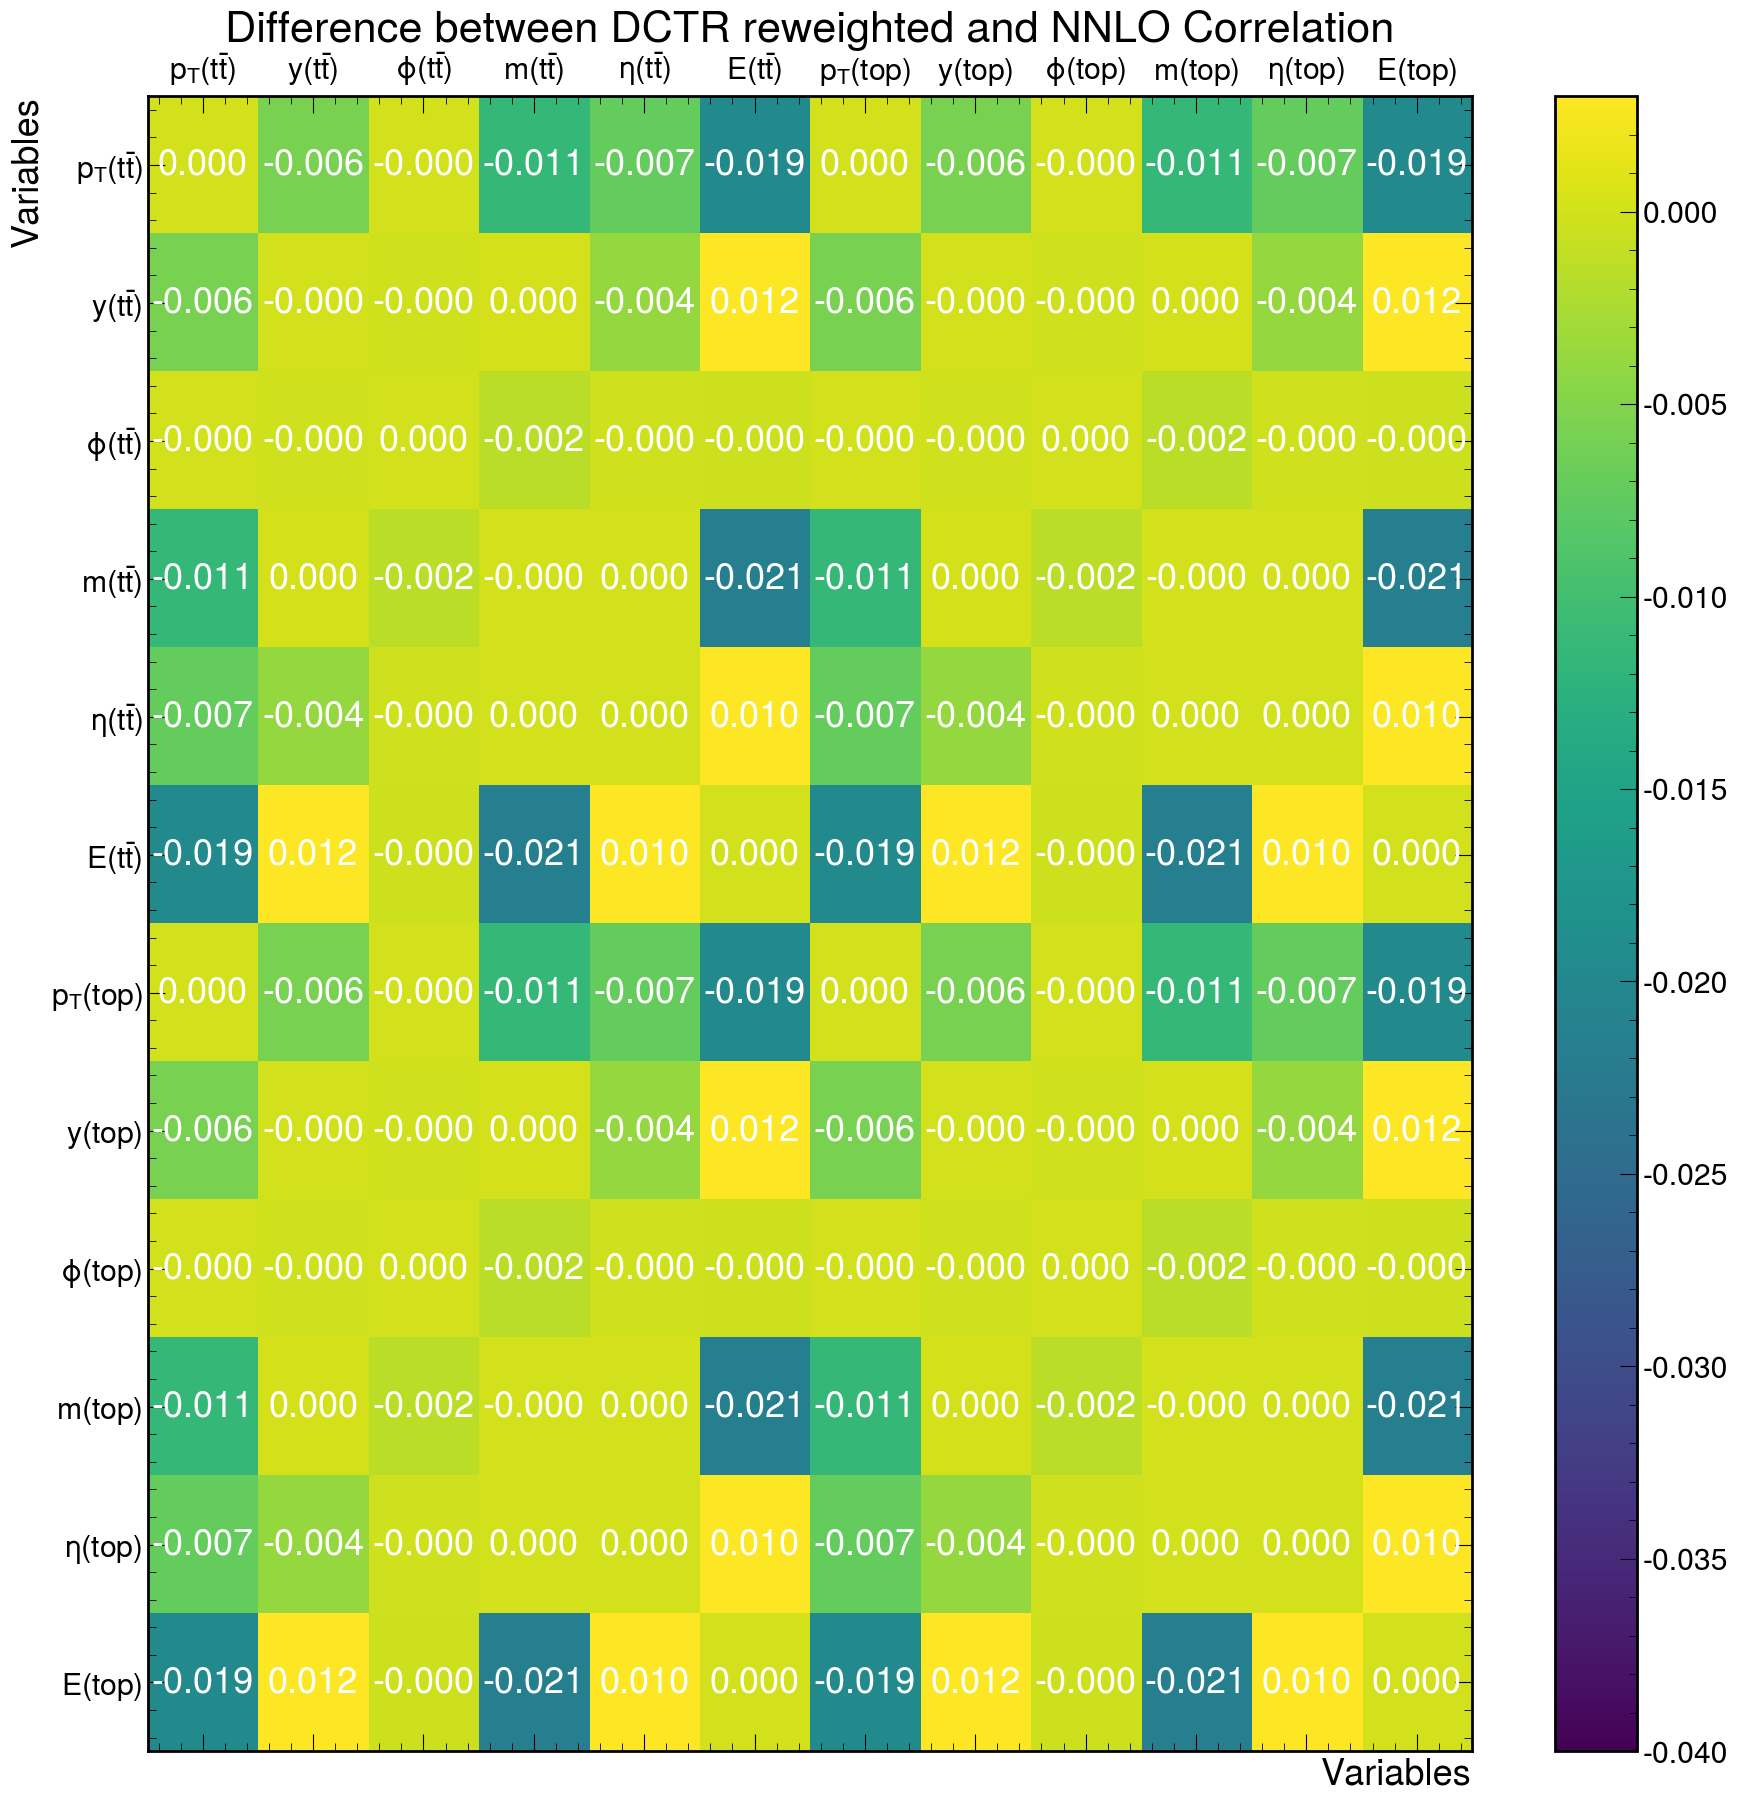 Difference between DCTR reweighted and NNLO Correlation
p_T(tt̄) y(tt̄) ϕ(tt̄) m(tt̄) η(tt̄) E(tt̄) p_T(top) y(top) ϕ(top) m(top) η(top) E(top)
Variables
p_T(tt̄) 0.000 -0.006 -0.000 -0.011 -0.007 -0.019 0.000 -0.006 -0.000 -0.011 -0.007 -0.019
y(tt̄) -0.006 -0.000 -0.000 0.000 -0.004 0.012 -0.006 -0.000 -0.000 0.000 -0.004 0.012
ϕ(tt̄) -0.000 -0.000 0.000 -0.002 -0.000 -0.000 -0.000 -0.000 0.000 -0.002 -0.000 -0.000
m(tt̄) -0.011 0.000 -0.002 -0.000 0.000 -0.021 -0.011 0.000 -0.002 -0.000 0.000 -0.021
η(tt̄) -0.007 -0.004 -0.000 0.000 0.000 0.010 -0.007 -0.004 -0.000 0.000 0.000 0.010
E(tt̄) -0.019 0.012 -0.000 -0.021 0.010 0.000 -0.019 0.012 -0.000 -0.021 0.010 0.000
p_T(top) 0.000 -0.006 -0.000 -0.011 -0.007 -0.019 0.000 -0.006 -0.000 -0.011 -0.007 -0.019
y(top) -0.006 -0.000 -0.000 0.000 -0.004 0.012 -0.006 -0.000 -0.000 0.000 -0.004 0.012
ϕ(top) -0.000 -0.000 0.000 -0.002 -0.000 -0.000 -0.000 -0.000 0.000 -0.002 -0.000 -0.000
m(top) -0.011 0.000 -0.002 -0.000 0.000 -0.021 -0.011 0.000 -0.002 -0.000 0.000 -0.021
η(top) -0.007 -0.004 -0.000 0.000 0.000 0.010 -0.007 -0.004 -0.000 0.000 0.000 0.010
E(top) -0.019 0.012 -0.000 -0.021 0.010 0.000 -0.019 0.012 -0.000 -0.021 0.010 0.000
Variables
0.000
-0.005
-0.010
-0.015
-0.020
-0.025
-0.030
-0.035
-0.040